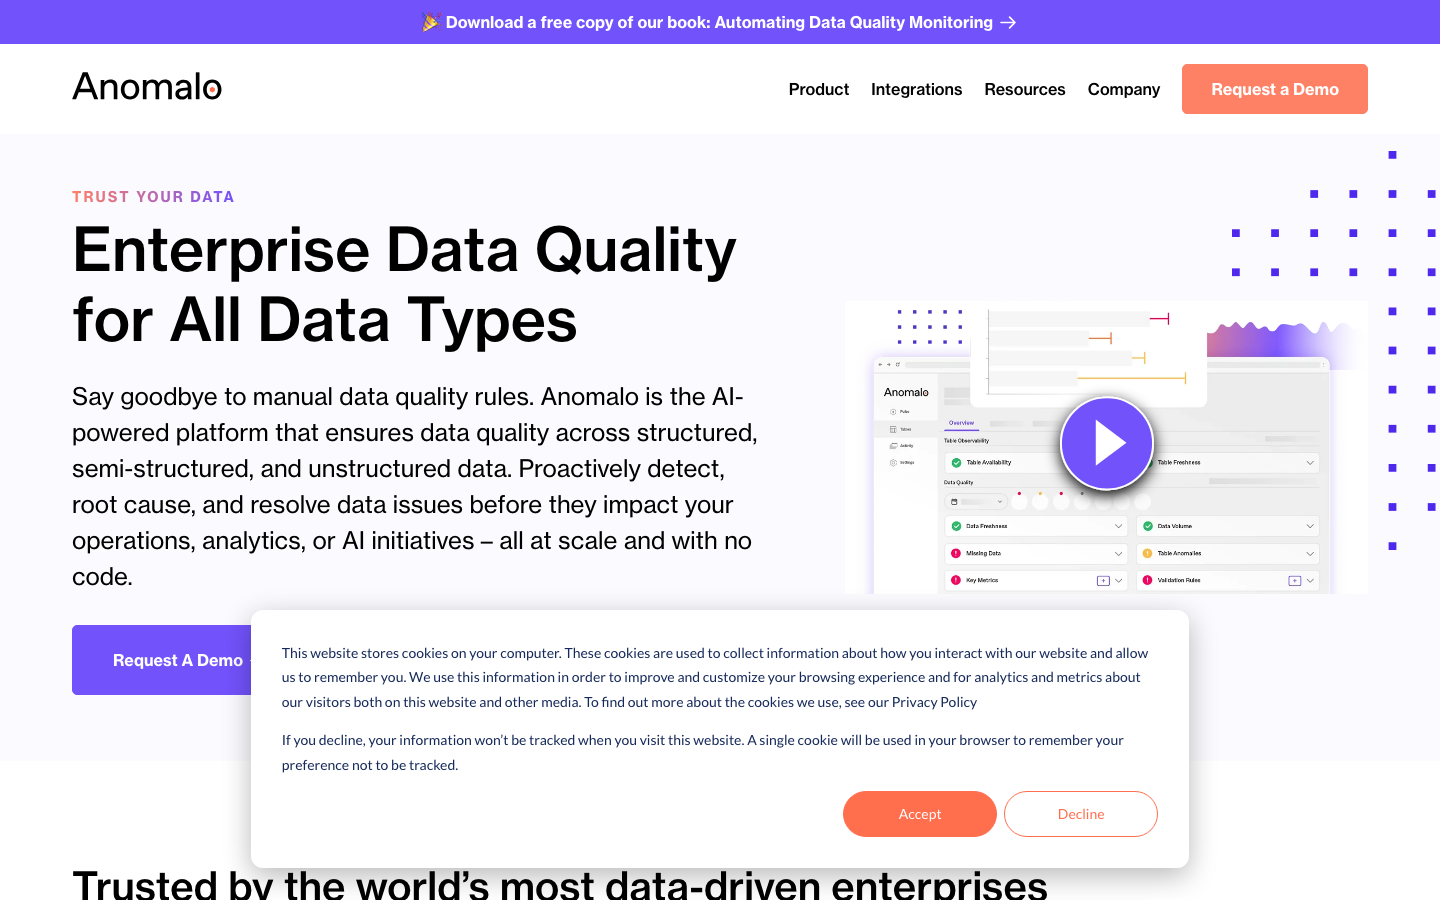 🎉 Download a free copy of our book: Automating Data Quality Monitoring →
Anomalo
Product
Integrations
Resources
Company
Request a Demo
TRUST YOUR DATA
Enterprise Data Quality
for All Data Types
Say goodbye to manual data quality rules. Anomalo is the AI-
powered platform that ensures data quality across structured,
semi-structured, and unstructured data. Proactively detect,
root cause, and resolve data issues before they impact your
operations, analytics, or AI initiatives – all at scale and with no
code.
Request A Demo
Anomalo
Pulse
Tables
Activity
Settings
Overview
Table Observability
Table Availability
Table Freshness
Data Quality
Data Freshness
Data Volume
Missing Data
Table Anomalies
Key Metrics
Validation Rules
This website stores cookies on your computer. These cookies are used to collect information about how you interact with our website and allow
us to remember you. We use this information in order to improve and customize your browsing experience and for analytics and metrics about
our visitors both on this website and other media. To find out more about the cookies we use, see our Privacy Policy
If you decline, your information won't be tracked when you visit this website. A single cookie will be used in your browser to remember your
preference not to be tracked.
Accept
Decline
Trusted by the world's most data-driven enterprises